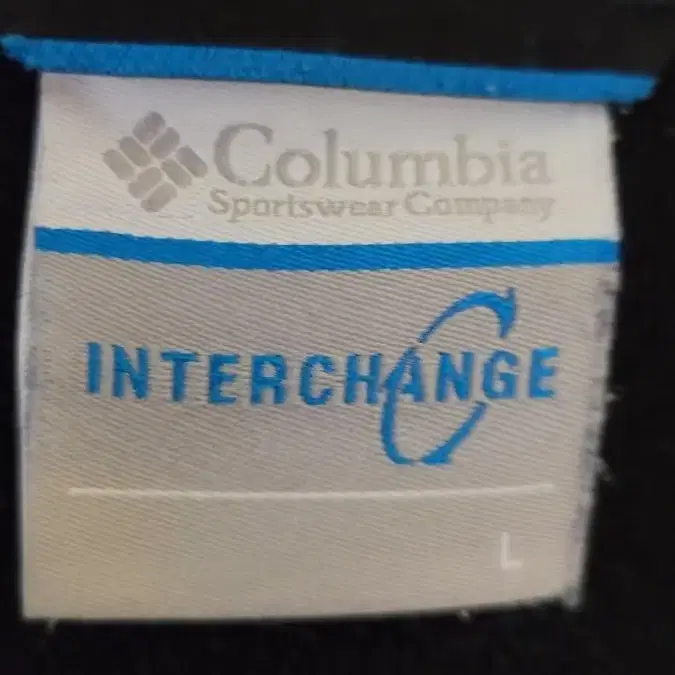 Columbia
Sportswear Company
INTERCHANGE
L